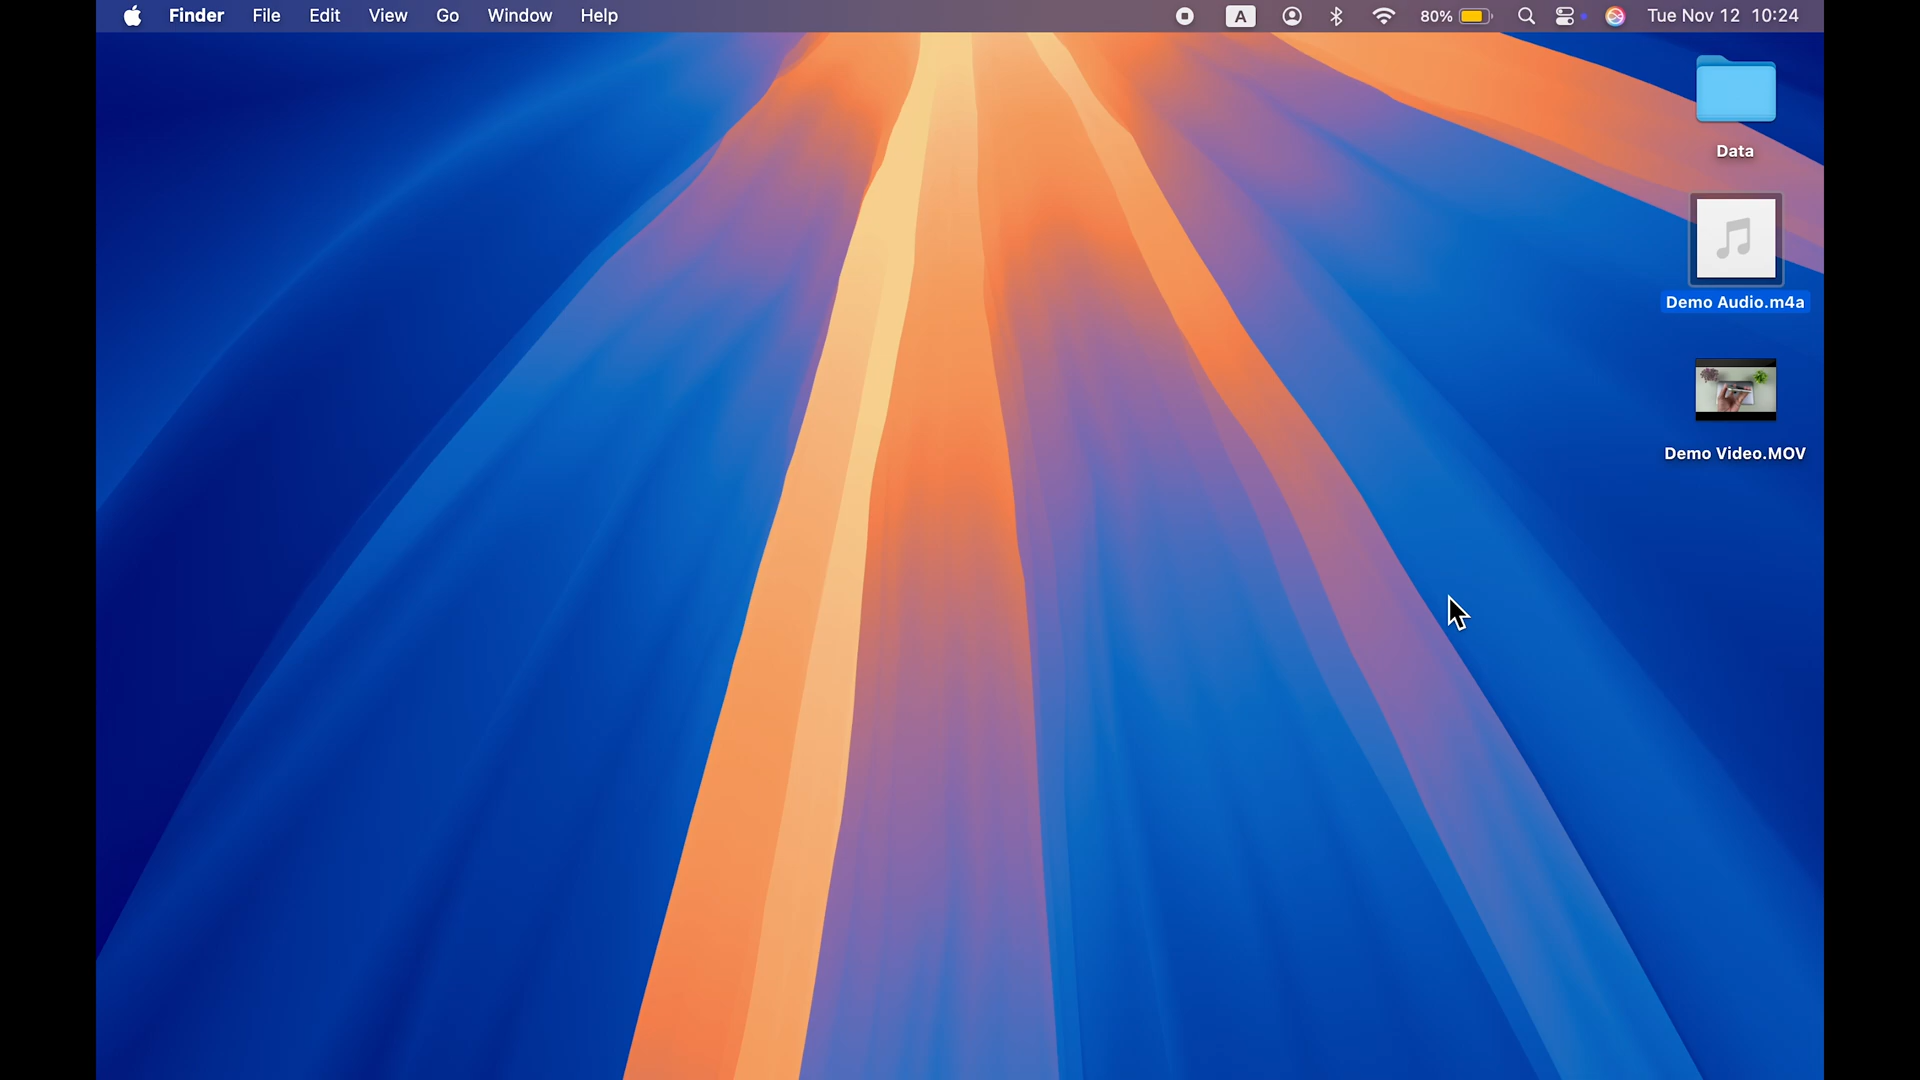 Finder File Edit View Go Window Help A 80% Tue Nov 12 10:24
Data
Demo Audio.m4a
Demo Video.MOV